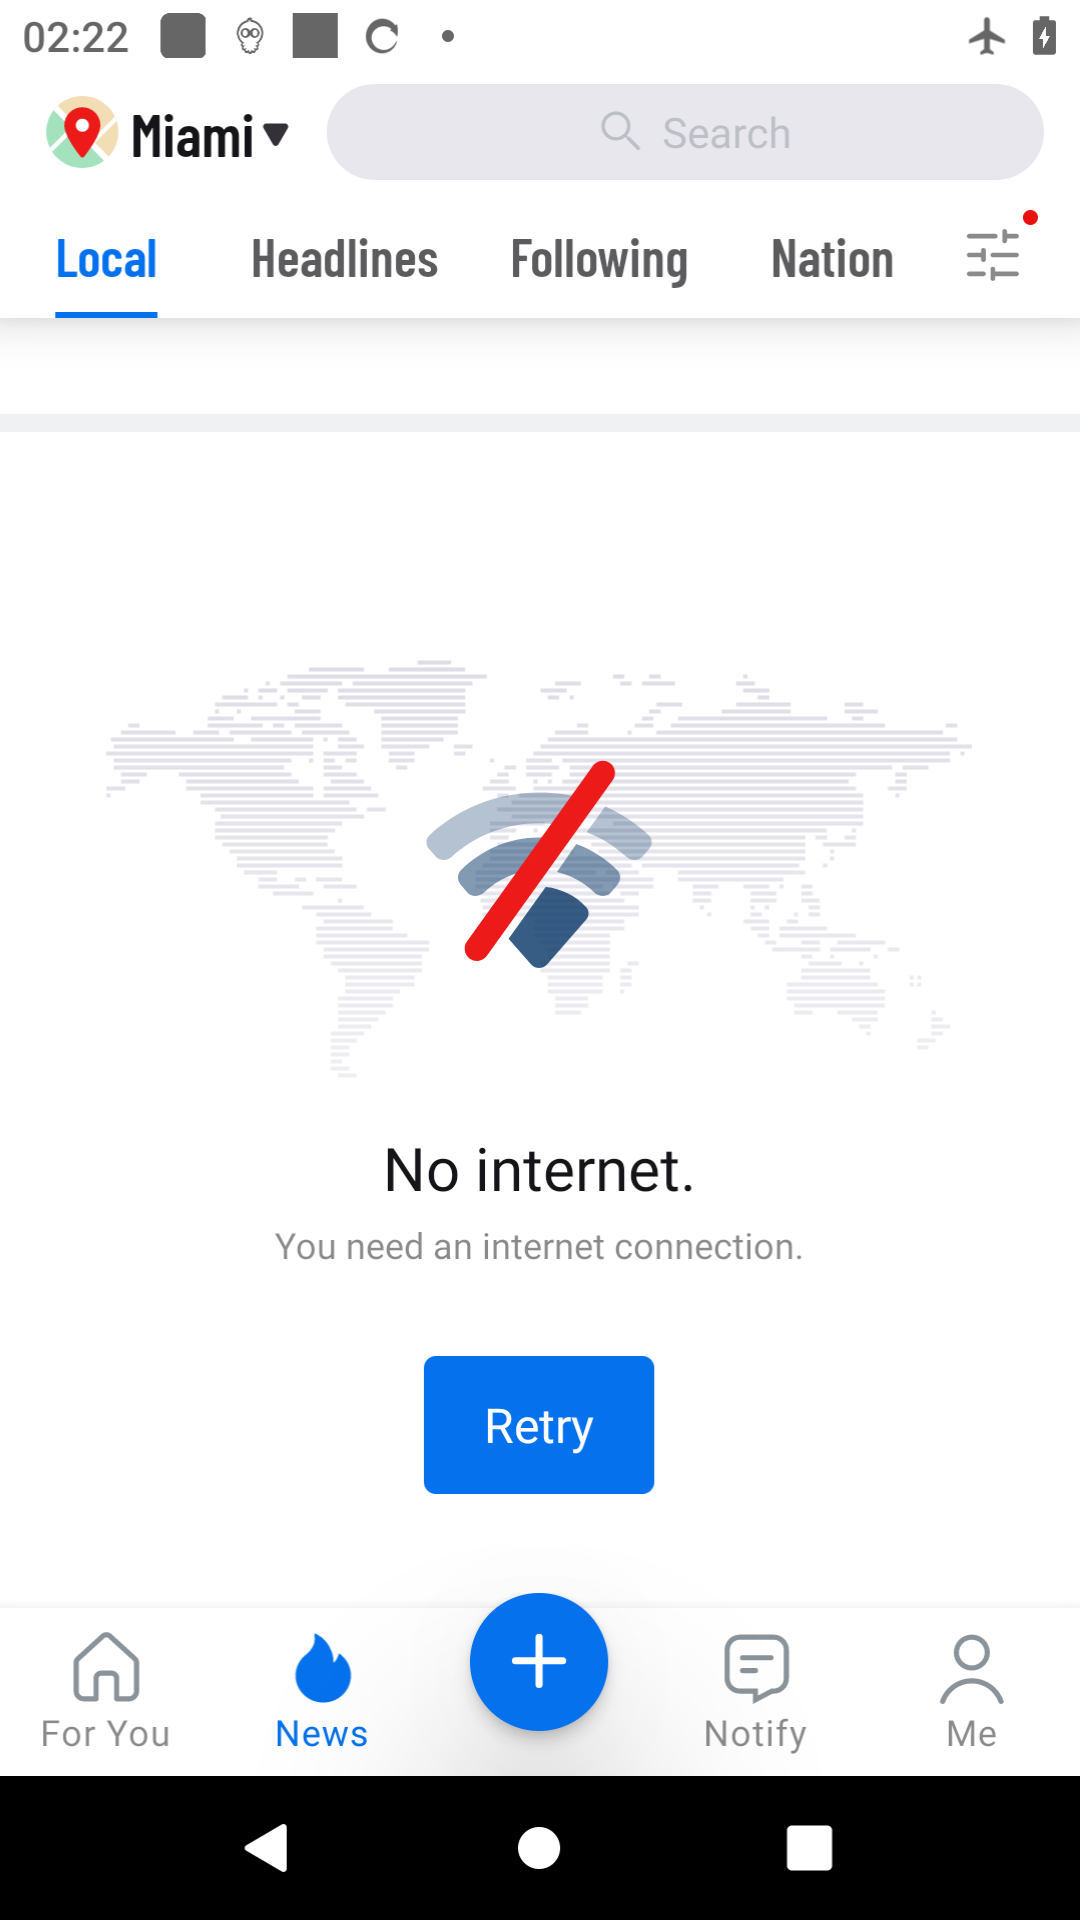 02:22
Miami
Search
Local Headlines Following Nation
No internet.
You need an internet connection.
Retry
For You News Notify Me